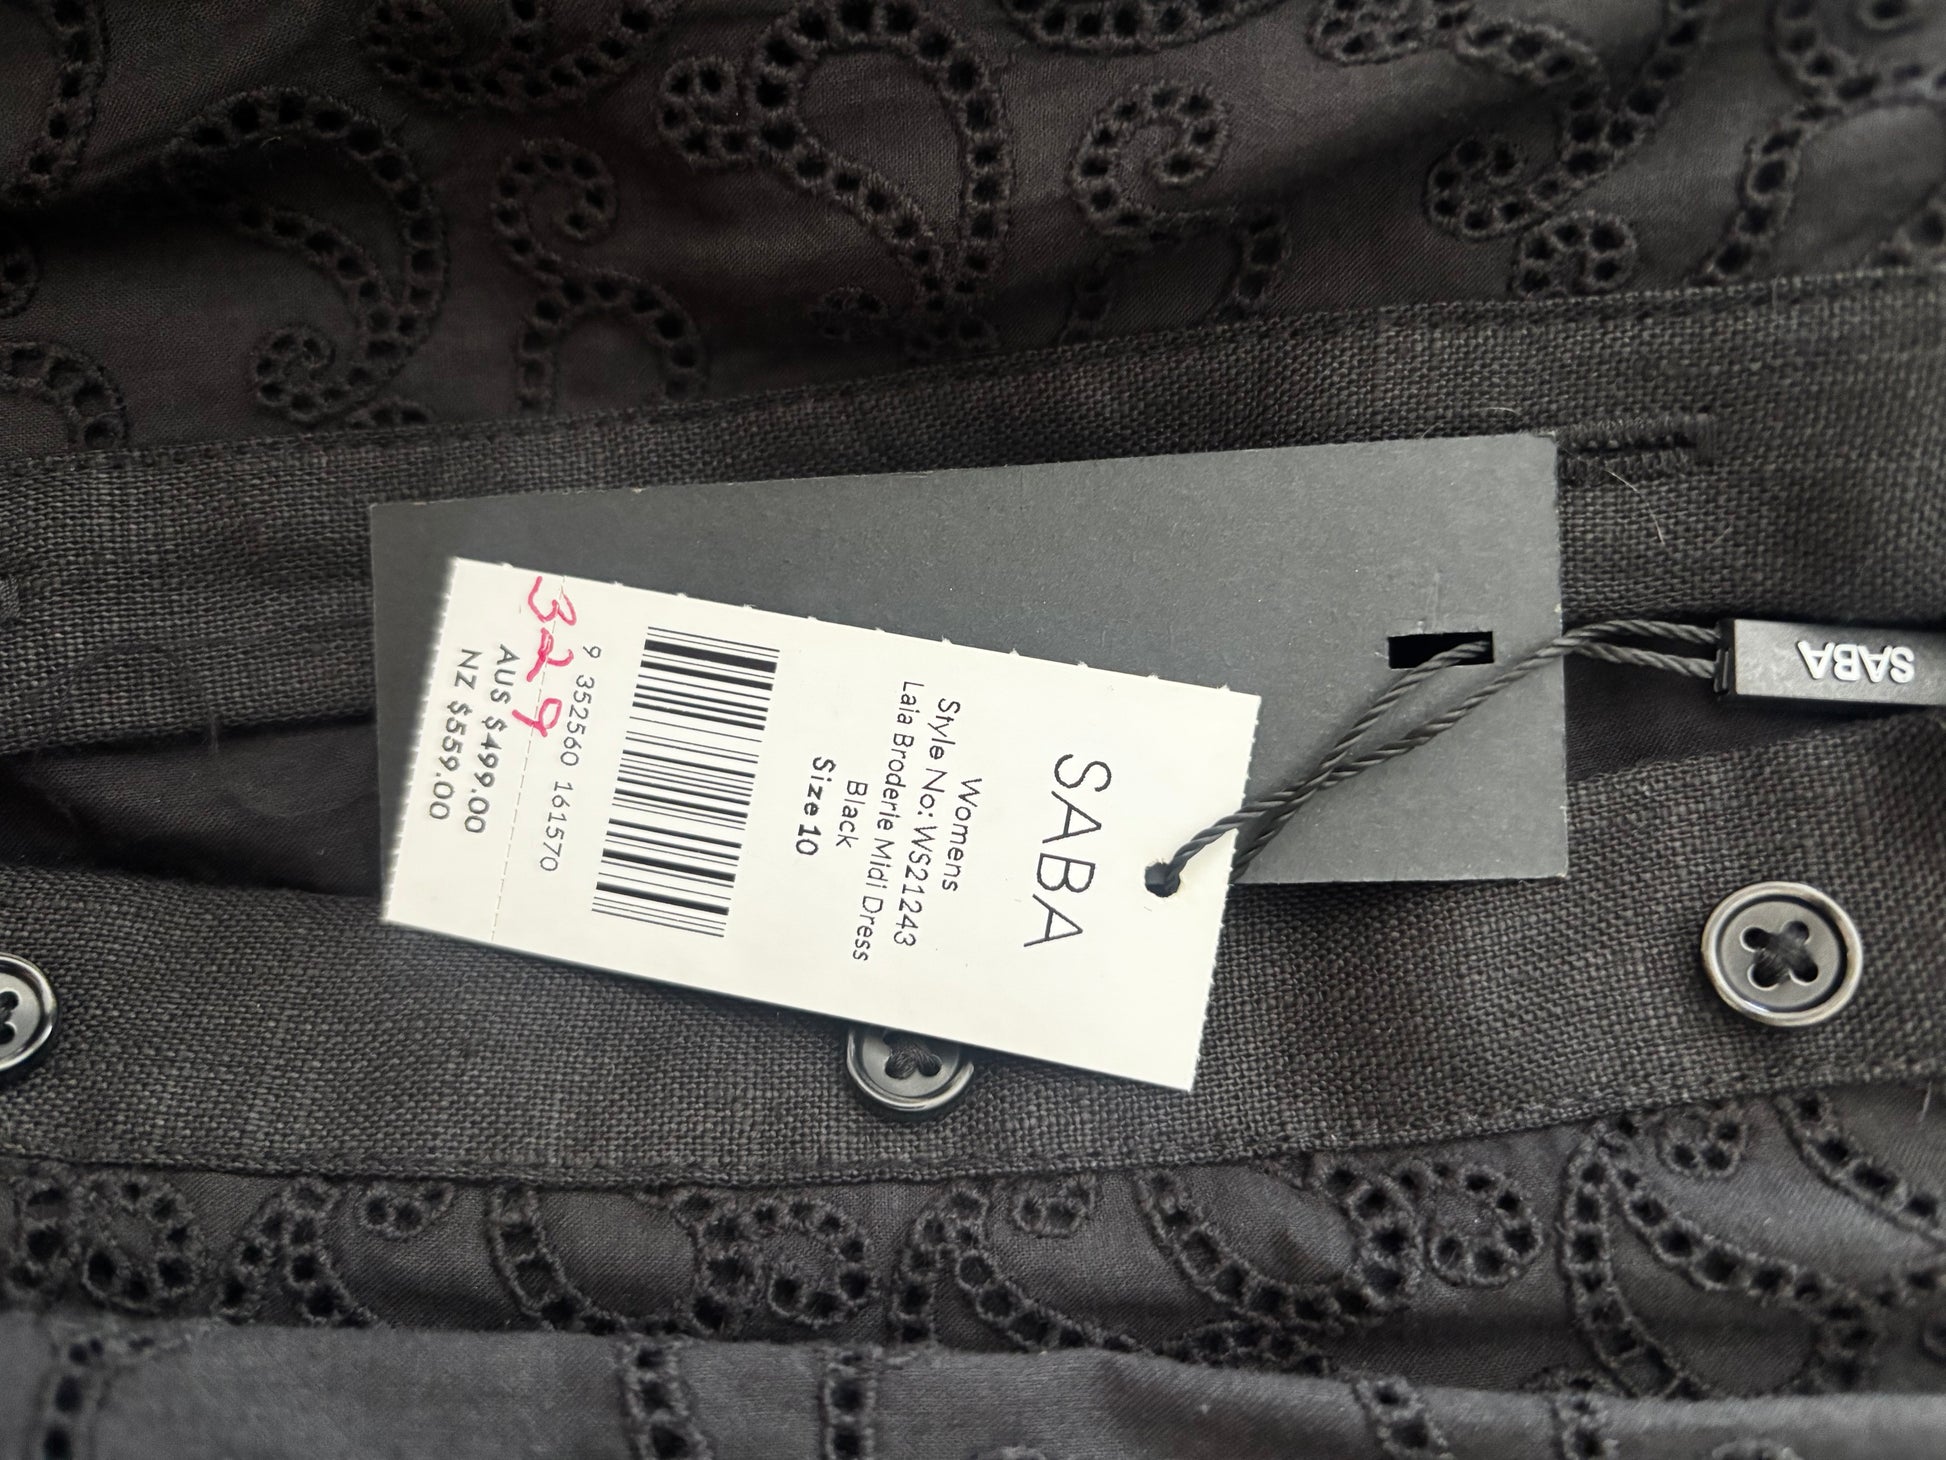 SABA
Womens
Style No: WS21243
Laia Broderie Midi Dress
Black
Size 10
9 352560 161570
329
AUS $499.00
NZ $559.00
SABA